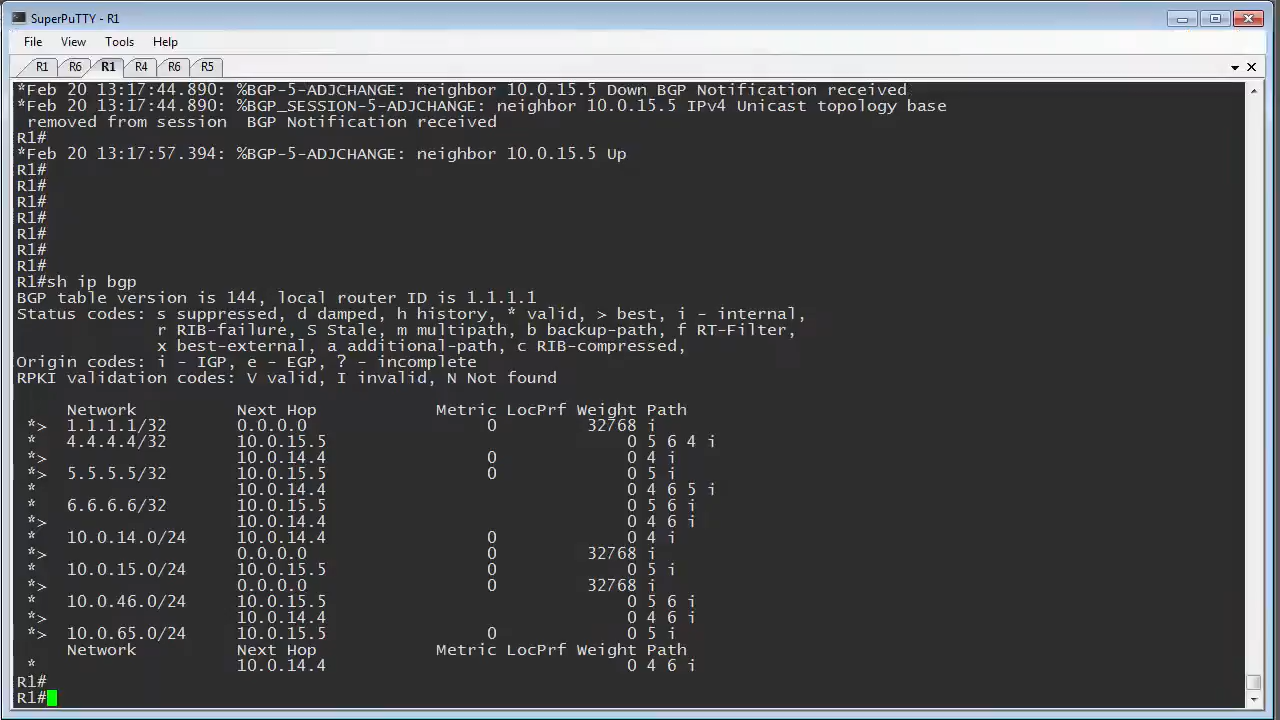 SuperPuTTY - R1
File View Tools Help
R1 R6 R1 R4 R6 R5
*Feb 20 13:17:44.890: %BGP-5-ADJCHANGE: neighbor 10.0.15.5 Down BGP Notification received
*Feb 20 13:17:44.890: %BGP_SESSION-5-ADJCHANGE: neighbor 10.0.15.5 IPv4 Unicast topology base
removed from session  BGP Notification received
R1#
*Feb 20 13:17:57.394: %BGP-5-ADJCHANGE: neighbor 10.0.15.5 Up
R1#
R1#
R1#
R1#
R1#
R1#
R1#
R1#sh ip bgp
BGP table version is 144, local router ID is 1.1.1.1
Status codes: s suppressed, d damped, h history, * valid, > best, i - internal,
r RIB-failure, S Stale, m multipath, b backup-path, f RT-Filter,
x best-external, a additional-path, c RIB-compressed,
Origin codes: i - IGP, e - EGP, ? - incomplete
RPKI validation codes: V valid, I invalid, N Not found
Network Next Hop Metric LocPrf Weight Path
*> 1.1.1.1/32 0.0.0.0 0 32768 i
* 4.4.4.4/32 10.0.15.5 0 5 6 4 i
*> 10.0.14.4 0 0 4 i
*> 5.5.5.5/32 10.0.15.5 0 0 5 i
* 10.0.14.4 0 4 6 5 i
* 6.6.6.6/32 10.0.15.5 0 5 6 i
*> 10.0.14.4 0 4 6 i
* 10.0.14.0/24 10.0.14.4 0 0 4 i
*> 0.0.0.0 0 32768 i
* 10.0.15.0/24 10.0.15.5 0 0 5 i
*> 0.0.0.0 0 32768 i
* 10.0.46.0/24 10.0.15.5 0 5 6 i
*> 10.0.14.4 0 4 6 i
*> 10.0.65.0/24 10.0.15.5 0 0 5 i
Network Next Hop Metric LocPrf Weight Path
* 10.0.14.4 0 4 6 i
R1#
R1#